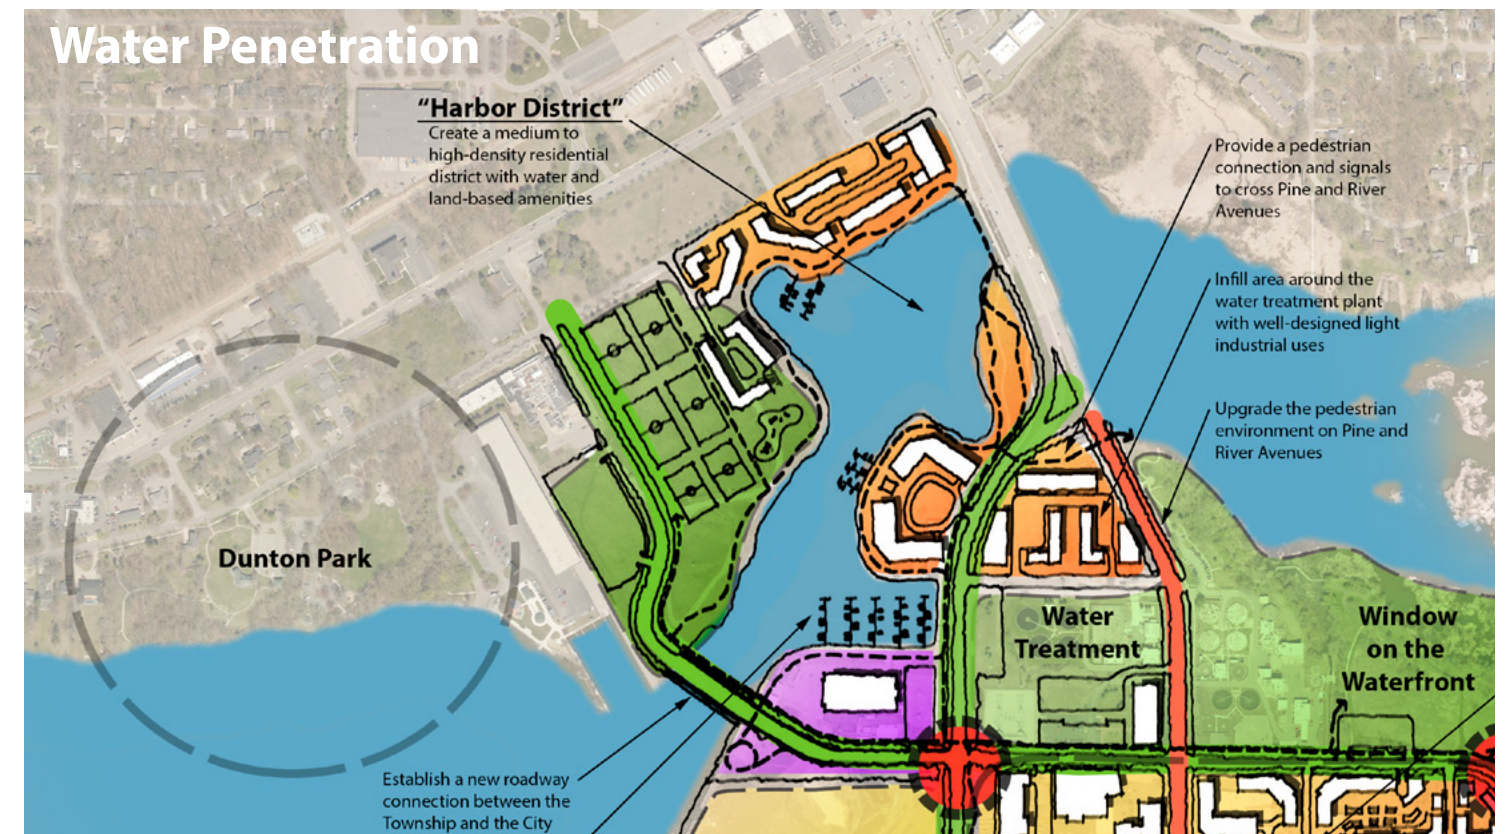 Water Penetration
“Harbor District”
Create a medium to
high-density residential
district with water and
land-based amenities
Provide a pedestrian
connection and signals
to cross Pine and River
Avenues
Infill area around the
water treatment plant
with well-designed light
industrial uses
Upgrade the pedestrian
environment on Pine and
River Avenues
Dunton Park
Water
Treatment
Window
on the
Waterfront
Establish a new roadway
connection between the
Township and the City